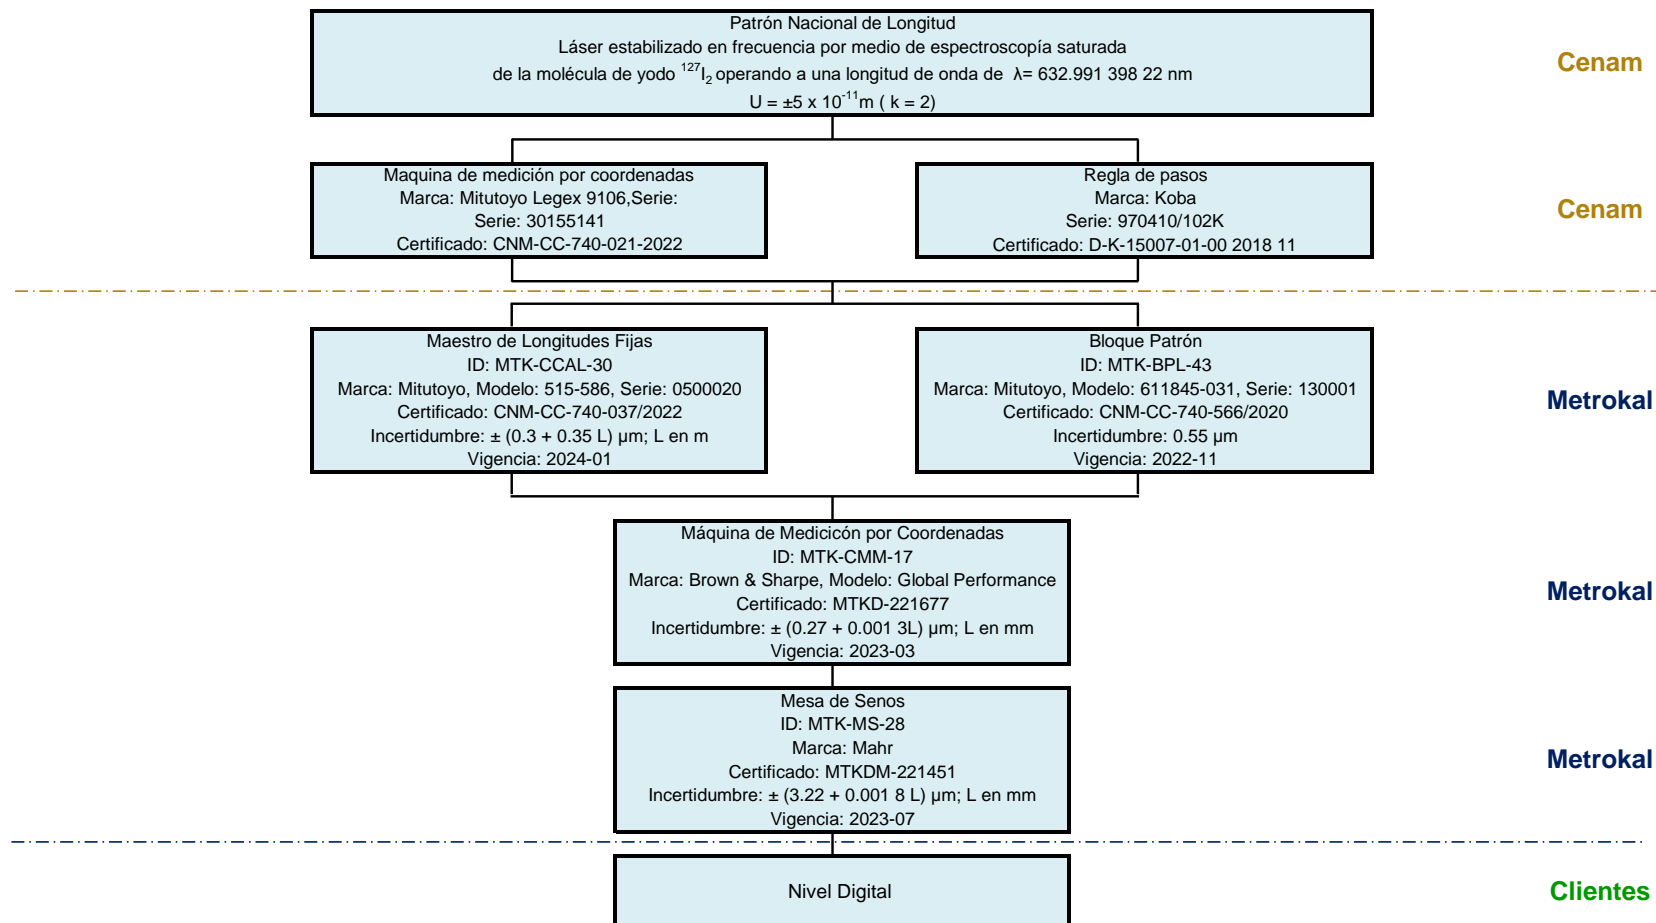 Patrón Nacional de Longitud
Láser estabilizado en frecuencia por medio de espectroscopía saturada
de la molécula de yodo ¹²⁷I₂ operando a una longitud de onda de λ= 632.991 398 22 nm
U = ±5 x 10⁻¹¹m ( k = 2)
Cenam
Maquina de medición por coordenadas
Marca: Mitutoyo Legex 9106,Serie:
Serie: 30155141
Certificado: CNM-CC-740-021-2022
Regla de pasos
Marca: Koba
Serie: 970410/102K
Certificado: D-K-15007-01-00 2018 11
Cenam
Maestro de Longitudes Fijas
ID: MTK-CCAL-30
Marca: Mitutoyo, Modelo: 515-586, Serie: 0500020
Certificado: CNM-CC-740-037/2022
Incertidumbre: ± (0.3 + 0.35 L) µm; L en m
Vigencia: 2024-01
Bloque Patrón
ID: MTK-BPL-43
Marca: Mitutoyo, Modelo: 611845-031, Serie: 130001
Certificado: CNM-CC-740-566/2020
Incertidumbre: 0.55 µm
Vigencia: 2022-11
Metrokal
Máquina de Medicicón por Coordenadas
ID: MTK-CMM-17
Marca: Brown & Sharpe, Modelo: Global Performance
Certificado: MTKD-221677
Incertidumbre: ± (0.27 + 0.001 3L) µm; L en mm
Vigencia: 2023-03
Metrokal
Mesa de Senos
ID: MTK-MS-28
Marca: Mahr
Certificado: MTKDM-221451
Incertidumbre: ± (3.22 + 0.001 8 L) µm; L en mm
Vigencia: 2023-07
Metrokal
Nivel Digital
Clientes